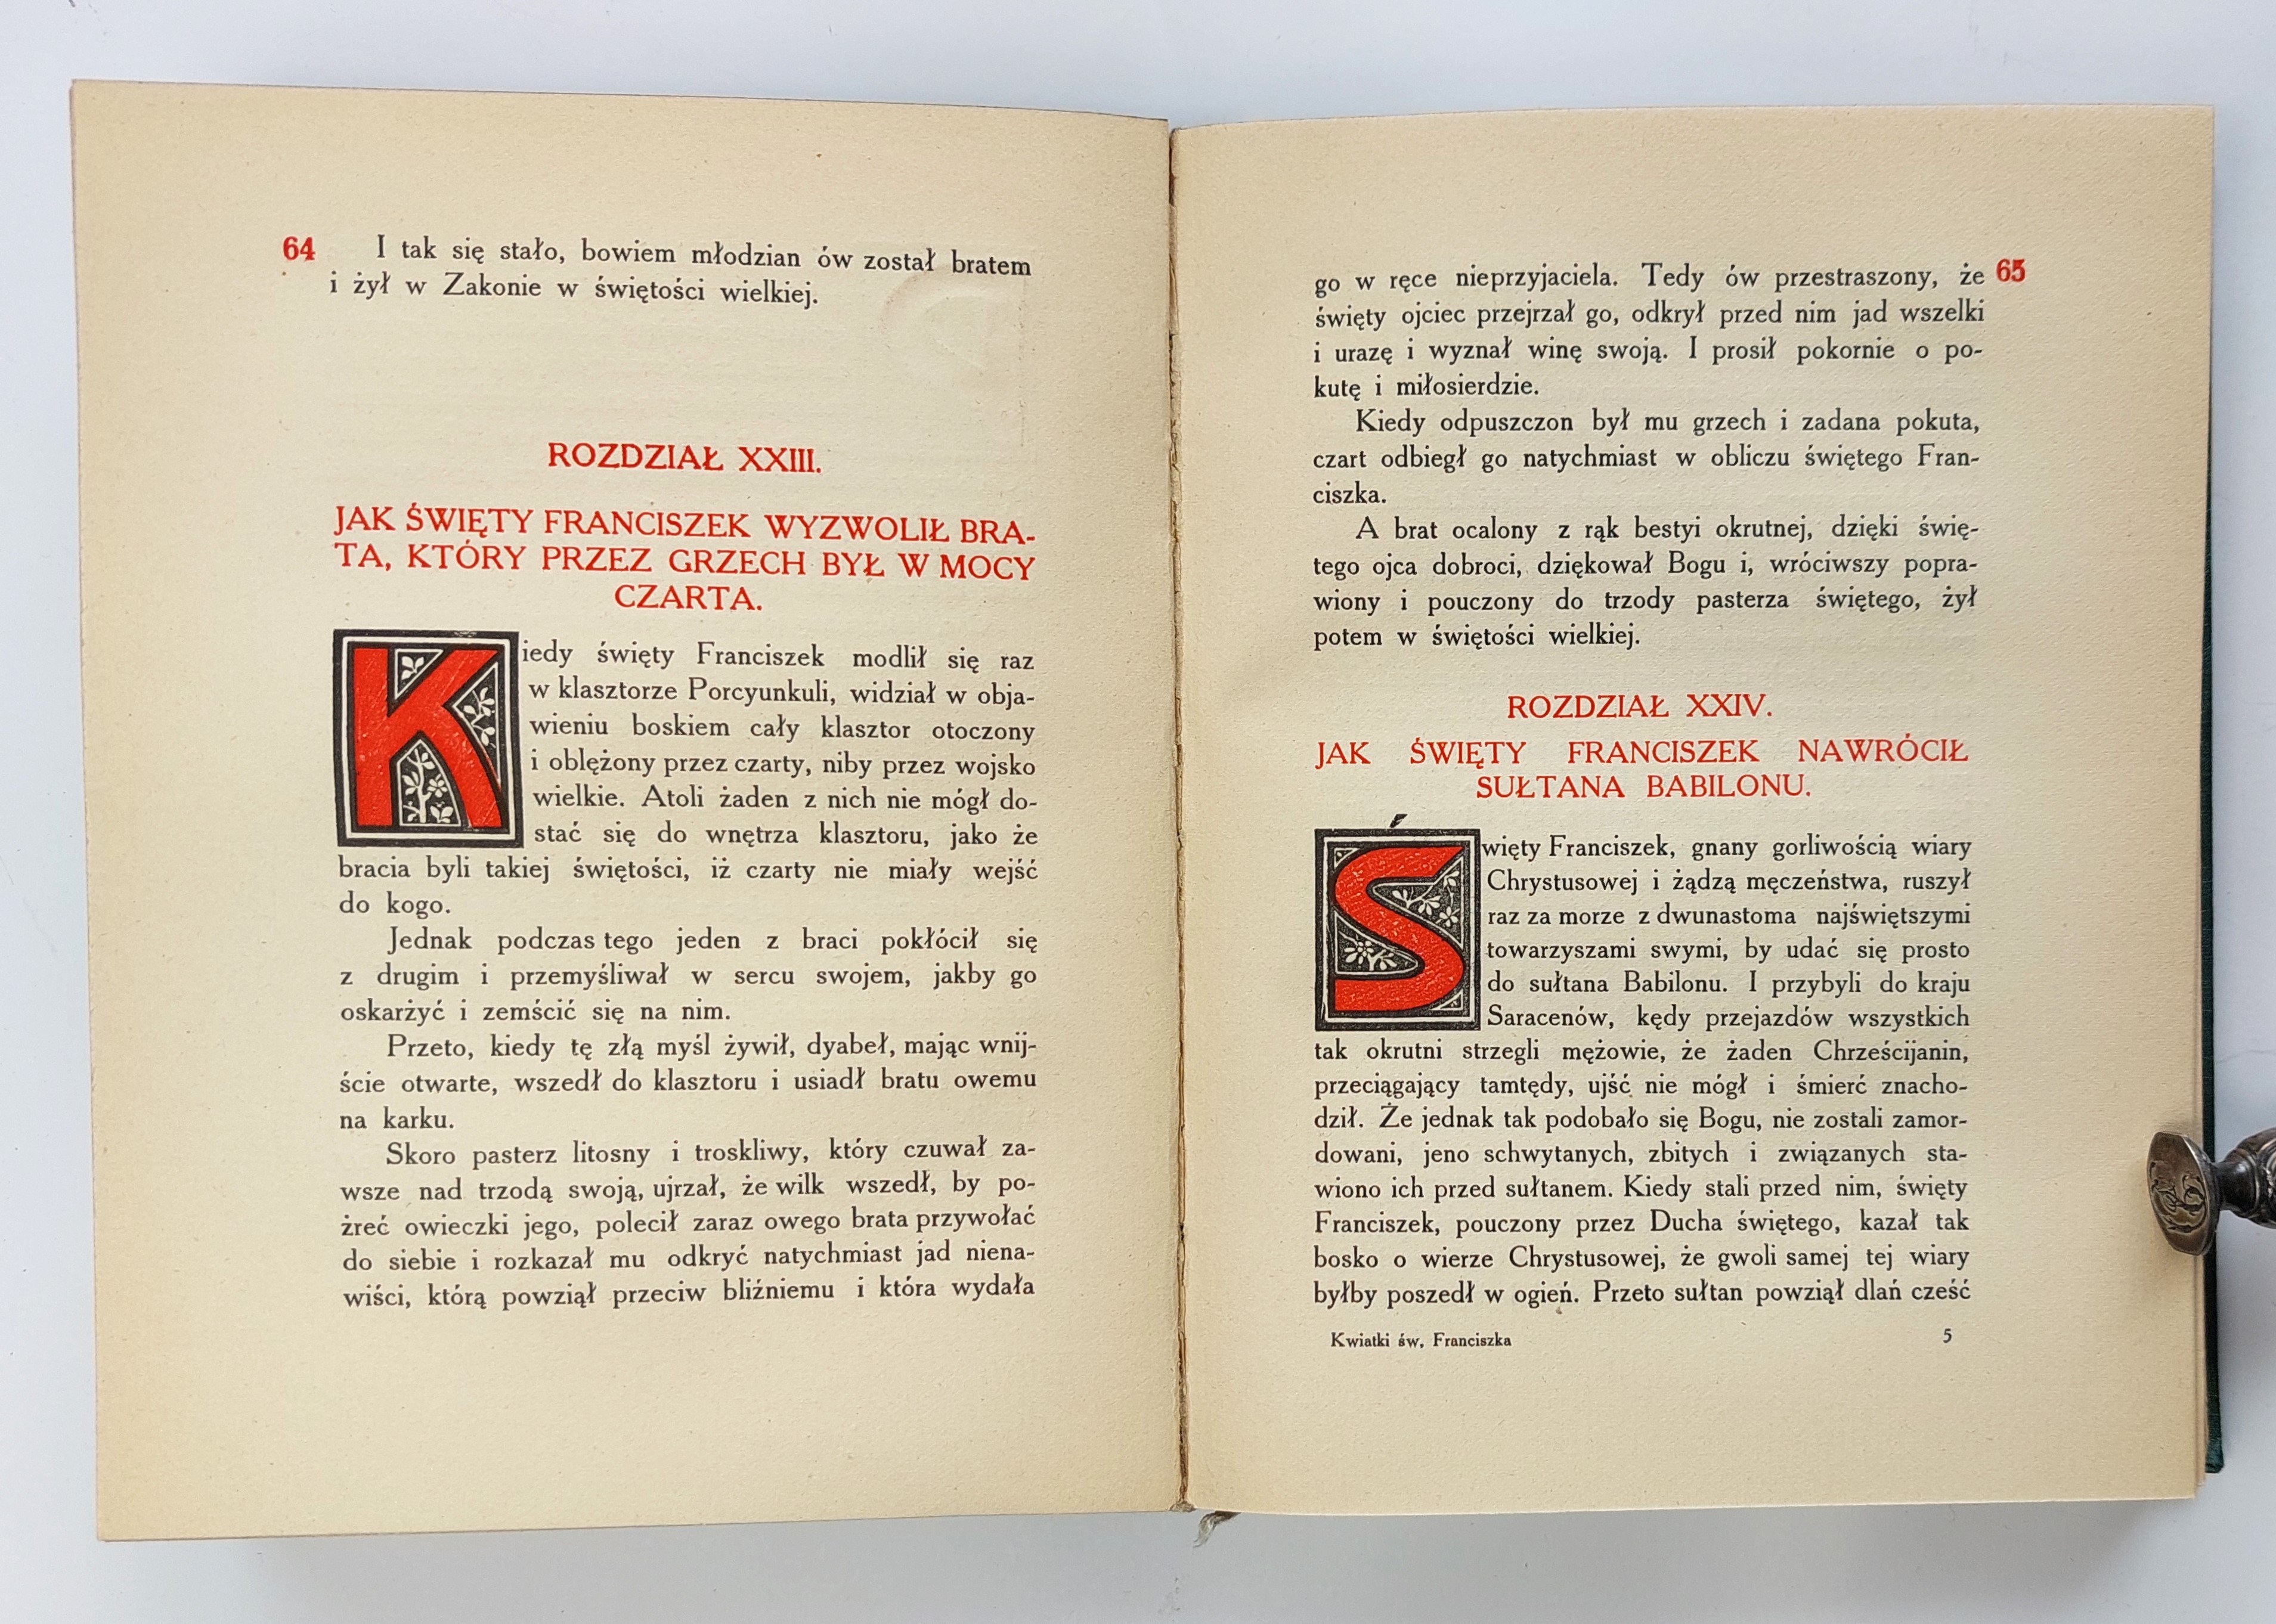 64
I tak się stało, bowiem młodzian ów został bratem
i żył w Zakonie w świętości wielkiej.
ROZDZIAŁ XXIII.
JAK ŚWIĘTY FRANCISZEK WYZWOLIŁ BRA-
TA, KTÓRY PRZEZ GRZECH BYŁ W MOCY
CZARTA.
Kiedy święty Franciszek modlił się raz
w klasztorze Porcyunkuli, widział w obja-
wieniu boskiem cały klasztor otoczony
i oblężony przez czarty, niby przez wojsko
wielkie. Atoli żaden z nich nie mógł do-
stać się do wnętrza klasztoru, jako że
bracia byli takiej świętości, iż czarty nie miały wejść
do kogo.
Jednak podczas tego jeden z braci pokłócił się
z drugim i przemyśliwał w sercu swojem, jakby go
oskarżyć i zemścić się na nim.
Przeto, kiedy tę złą myśl żywił, dyabeł, mając wnij-
ście otwarte, wszedł do klasztoru i usiadł bratu owemu
na karku.
Skoro pasterz litosny i troskliwy, który czuwał za-
wsze nad trzodą swoją, ujrzał, że wilk wszedł, by po-
żreć owieczki jego, polecił zaraz owego brata przywołać
do siebie i rozkazał mu odkryć natychmiast jad niena-
wiści, którą powziął przeciw bliźniemu i która wydała
65
go w ręce nieprzyjaciela. Tedy ów przestraszony, że
święty ojciec przejrzał go, odkrył przed nim jad wszelki
i urazę i wyznał winę swoją. I prosił pokornie o po-
kutę i miłosierdzie.
Kiedy odpuszczon był mu grzech i zadana pokuta,
czart odbiegł go natychmiast w obliczu świętego Fran-
ciszka.
A brat ocalony z rąk bestyi okrutnej, dzięki świę-
tego ojca dobroci, dziękował Bogu i, wróciwszy popra-
wiony i pouczony do trzody pasterza świętego, żył
potem w świętości wielkiej.
ROZDZIAŁ XXIV.
JAK ŚWIĘTY FRANCISZEK NAWRÓCIŁ
SUŁTANA BABILONU.
Święty Franciszek, gnany gorliwością wiary
Chrystusowej i żądzą męczeństwa, ruszył
raz za morze z dwunastoma najświętszymi
towarzyszami swymi, by udać się prosto
do sułtana Babilonu. I przybyli do kraju
Saracenów, kędy przejazdów wszystkich
tak okrutni strzegli mężowie, że żaden Chrześcijanin,
przeciągający tamtędy, ujść nie mógł i śmierć znacho-
dził. Że jednak tak podobało się Bogu, nie zostali zamor-
dowani, jeno schwytanych, zbitych i związanych sta-
wiono ich przed sułtanem. Kiedy stali przed nim, święty
Franciszek, pouczony przez Ducha świętego, kazał tak
bosko o wierze Chrystusowej, że gwoli samej tej wiary
byłby poszedł w ogień. Przeto sułtan powziął dlań cześć
Kwiatki św. Franciszka 5